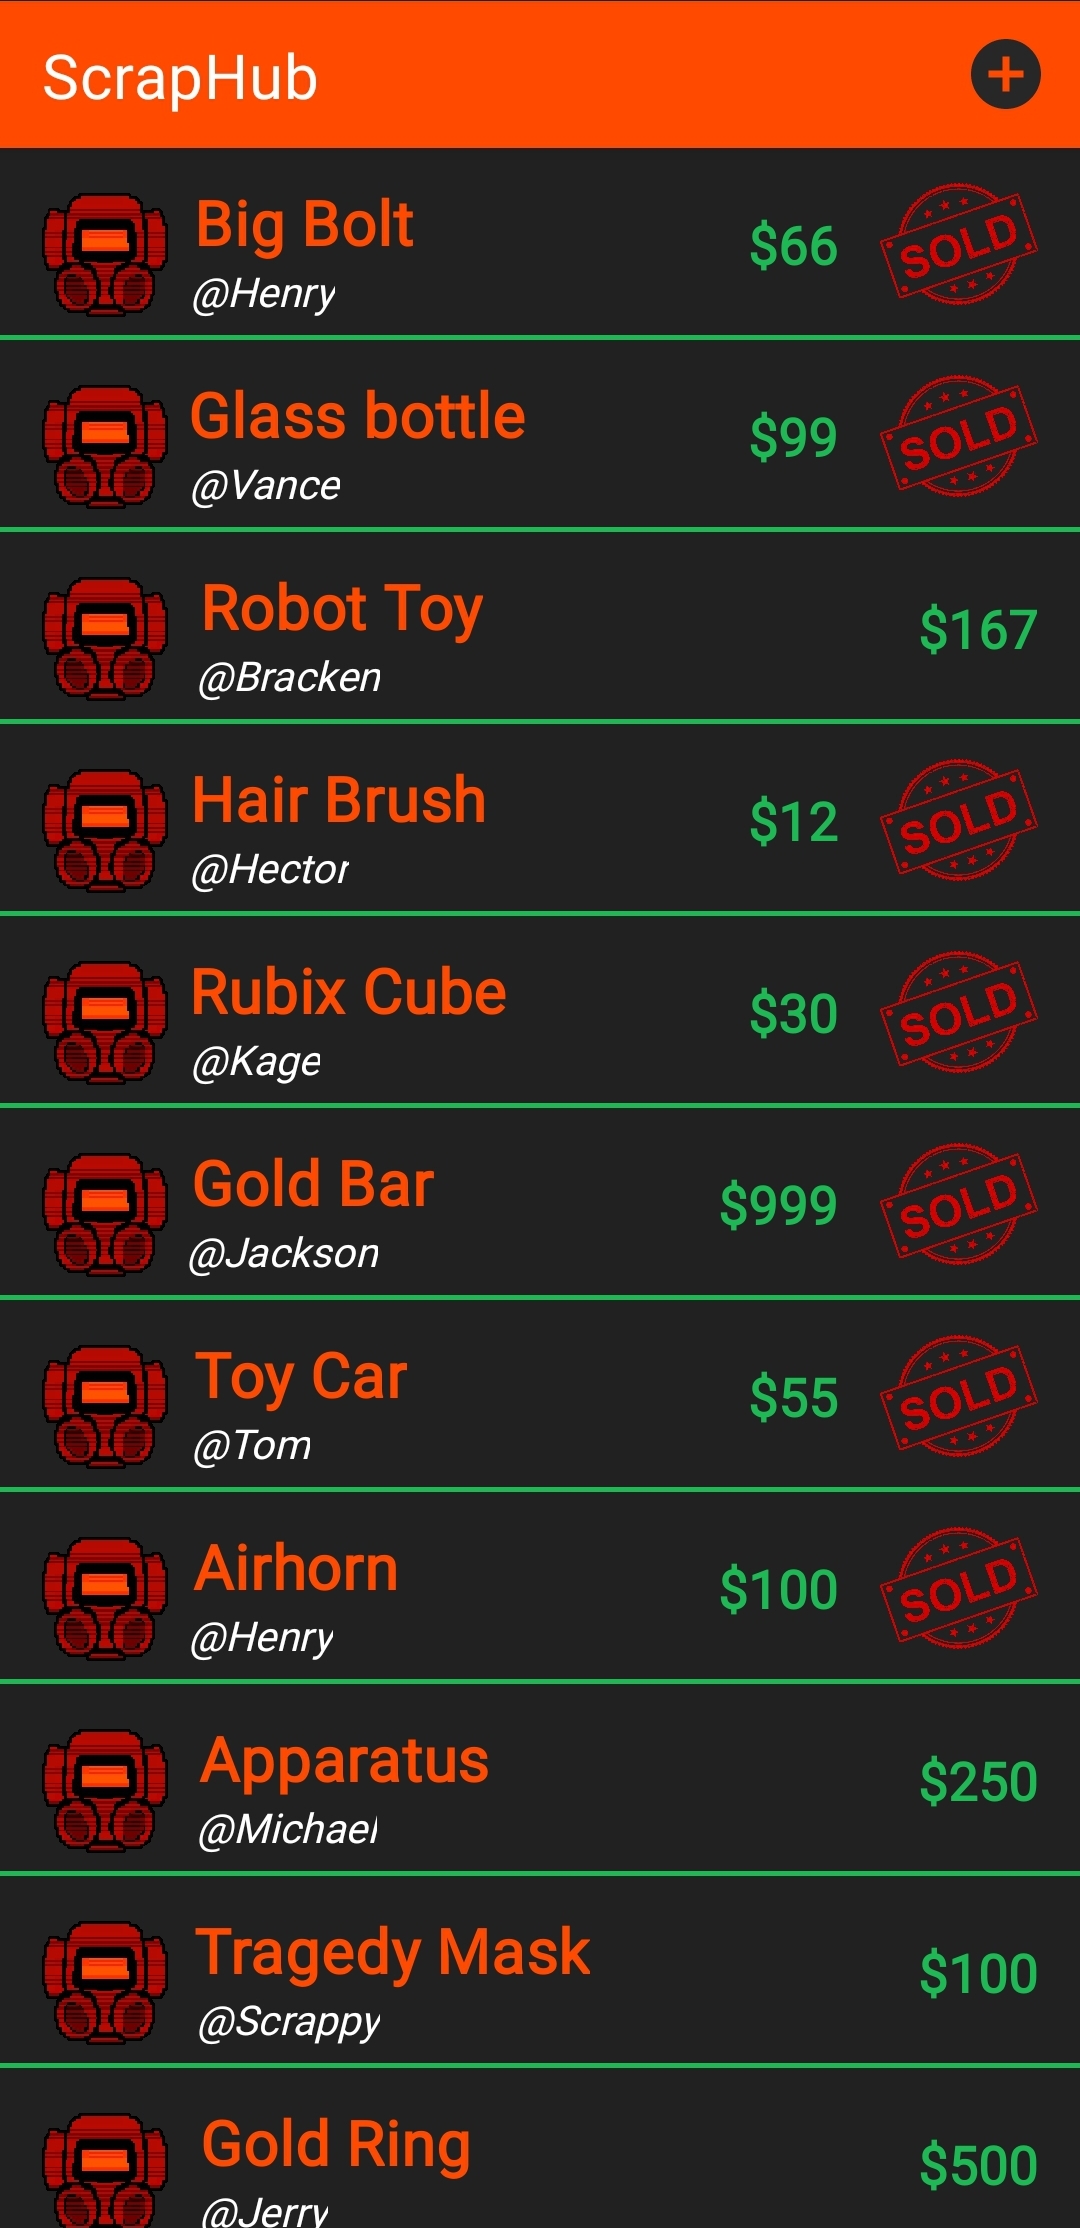 ScrapHub
Big Bolt
@Henry
$66
SOLD
Glass bottle
@Vance
$99
SOLD
Robot Toy
@Bracken
$167
Hair Brush
@Hector
$12
SOLD
Rubix Cube
@Kage
$30
SOLD
Gold Bar
@Jackson
$999
SOLD
Toy Car
@Tom
$55
SOLD
Airhorn
@Henry
$100
SOLD
Apparatus
@Michael
$250
Tragedy Mask
@Scrappy
$100
Gold Ring
@Jerry
$500